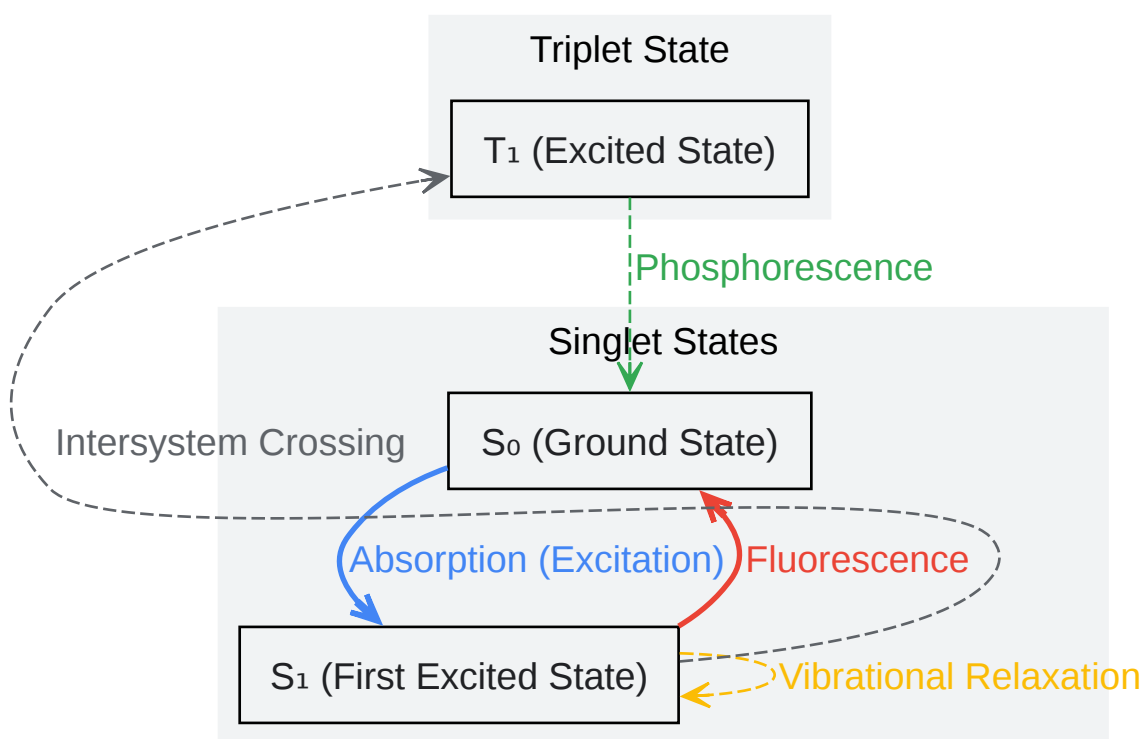 Triplet State
T₁ (Excited State)
Phosphorescence
Singlet States
Intersystem Crossing
S₀ (Ground State)
Absorption (Excitation)
Fluorescence
S₁ (First Excited State)
Vibrational Relaxation